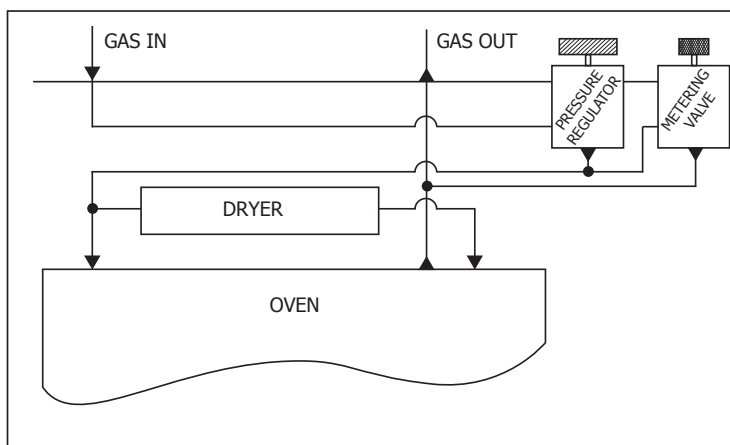 GAS IN
GAS OUT
PRESSURE
REGULATOR
METERING
VALVE
DRYER
OVEN